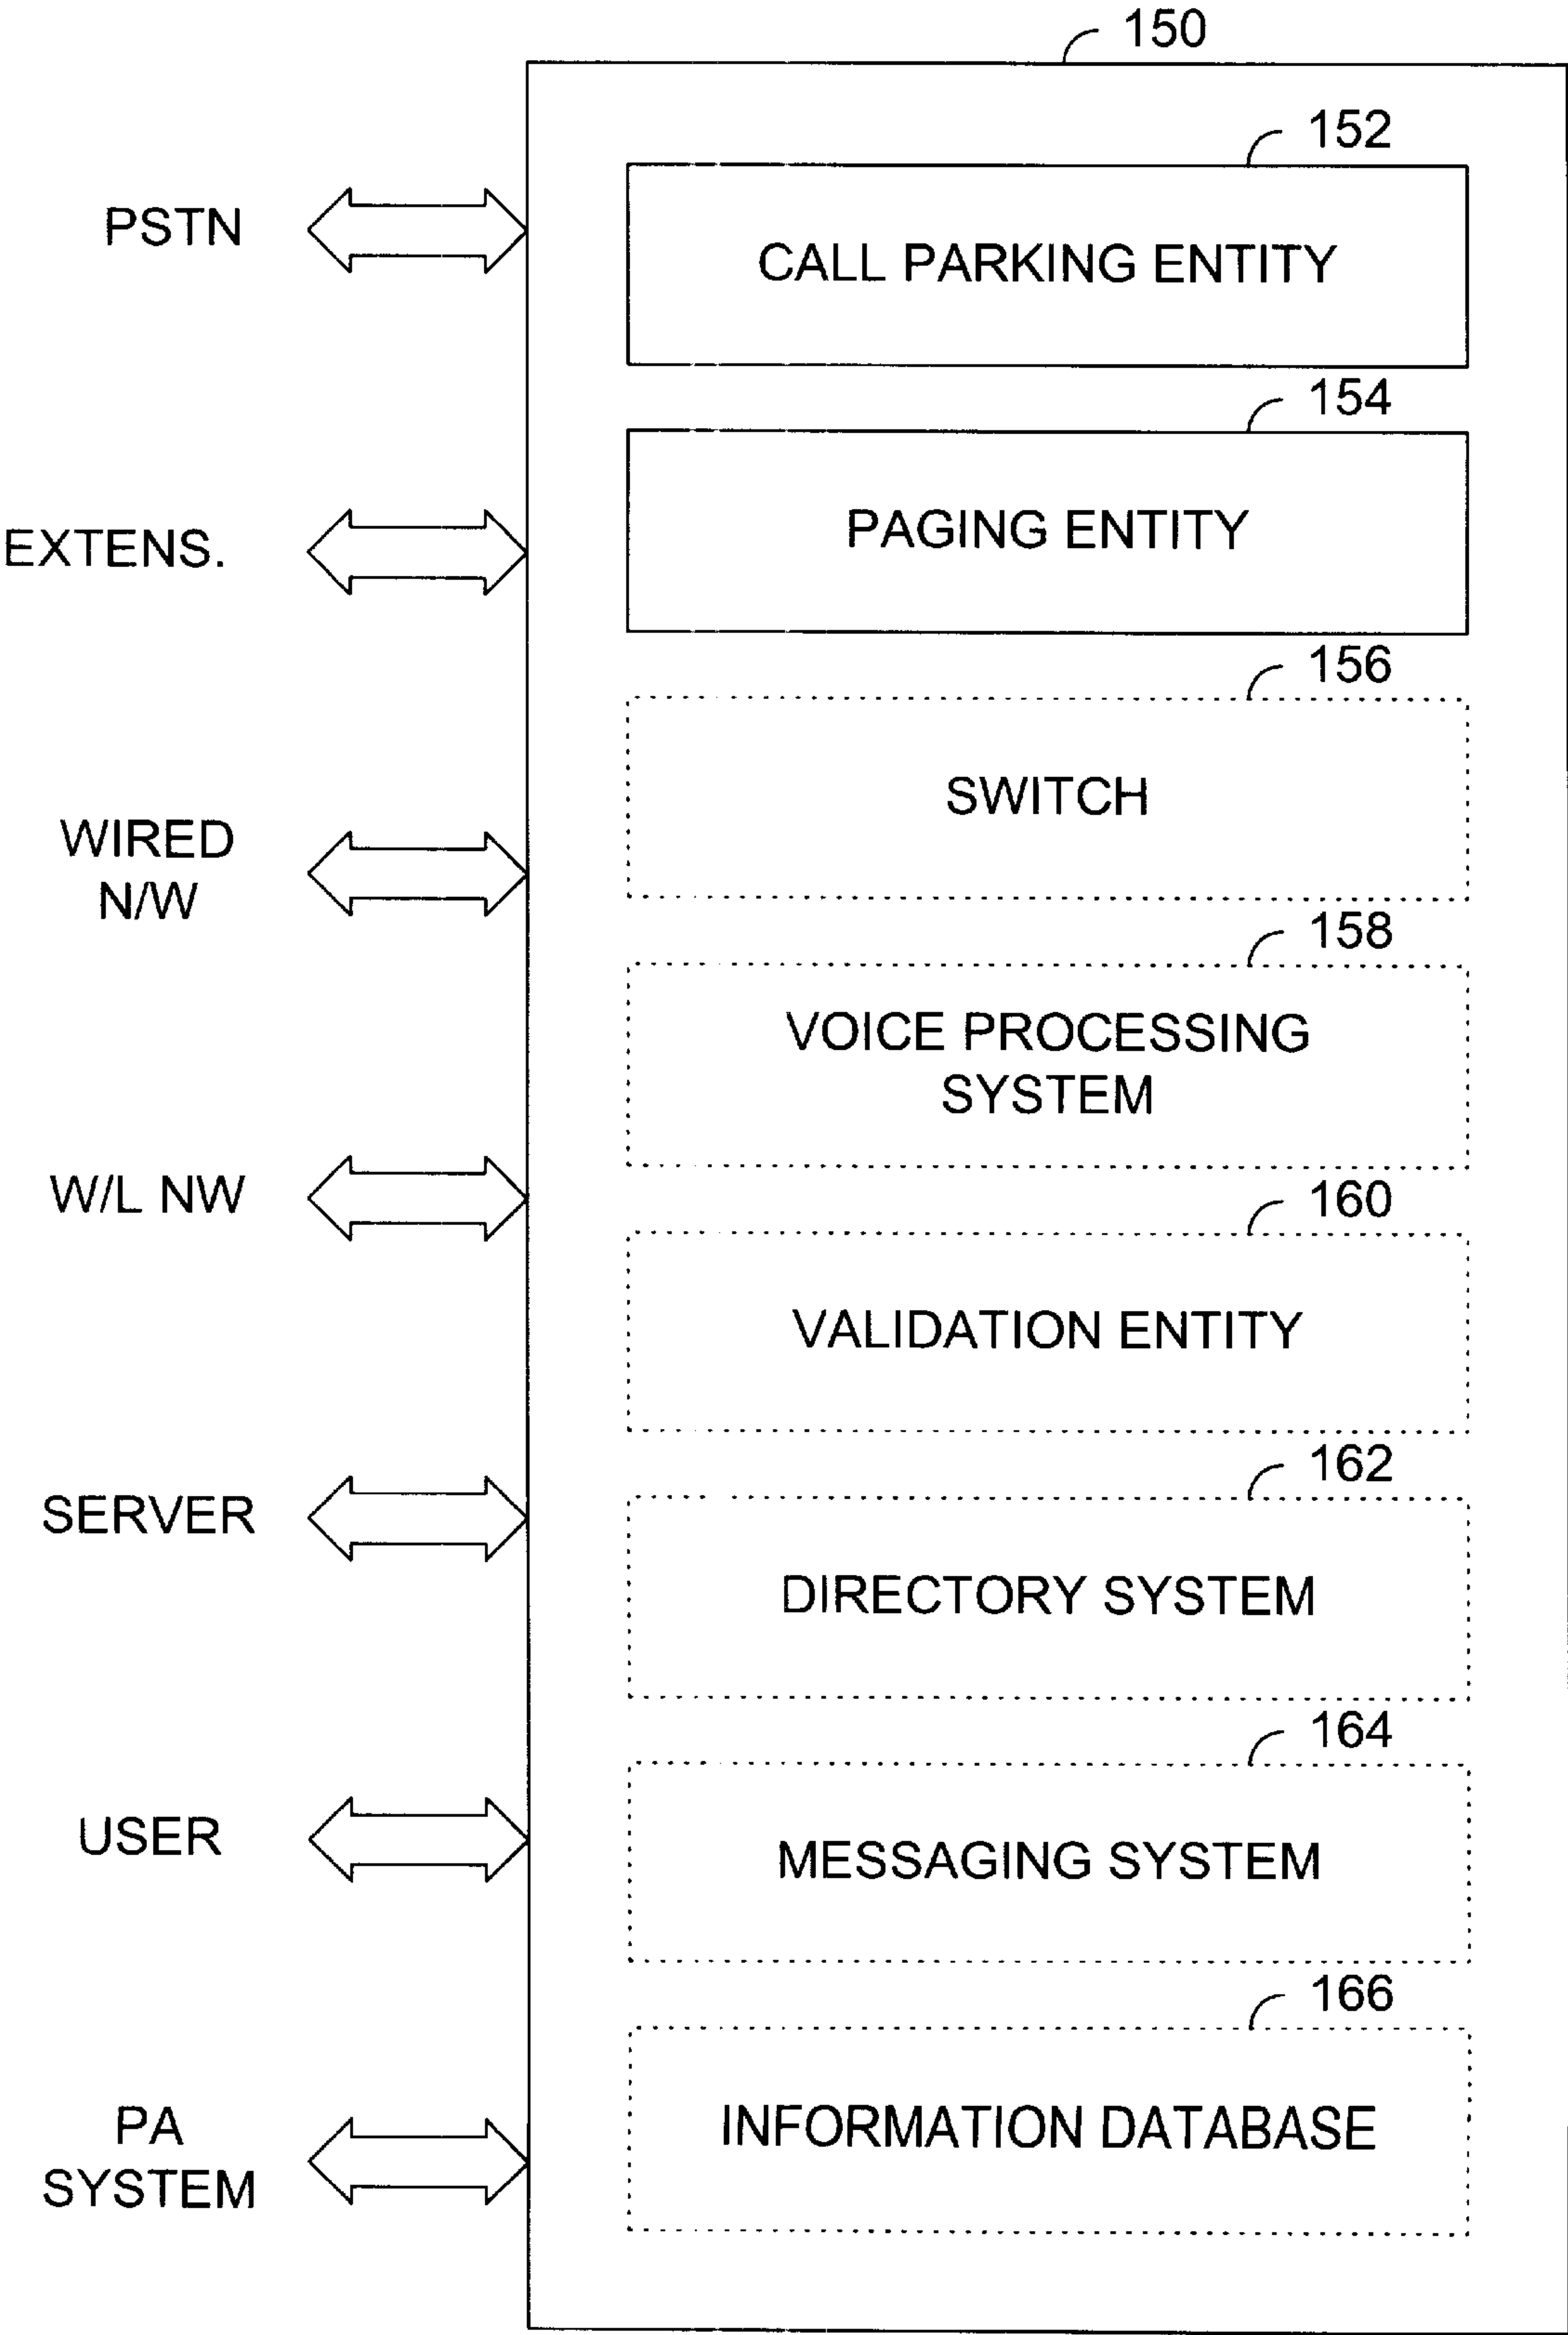 150
152
PSTN
CALL PARKING ENTITY
154
EXTENS.
PAGING ENTITY
156
WIRED
N/W
SWITCH
158
VOICE PROCESSING
SYSTEM
W/L NW
160
VALIDATION ENTITY
162
SERVER
DIRECTORY SYSTEM
164
USER
MESSAGING SYSTEM
166
PA
SYSTEM
INFORMATION DATABASE